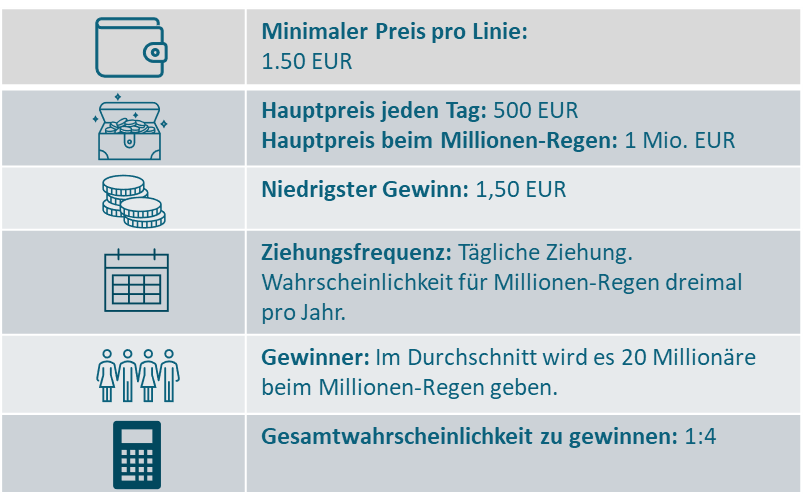 Minimaler Preis pro Linie:
1.50 EUR
Hauptpreis jeden Tag: 500 EUR
Hauptpreis beim Millionen-Regen: 1 Mio. EUR
Niedrigster Gewinn: 1,50 EUR
Ziehungsfrequenz: Tägliche Ziehung.
Wahrscheinlichkeit für Millionen-Regen dreimal
pro Jahr.
Gewinner: Im Durchschnitt wird es 20 Millionäre
beim Millionen-Regen geben.
Gesamtwahrscheinlichkeit zu gewinnen: 1:4